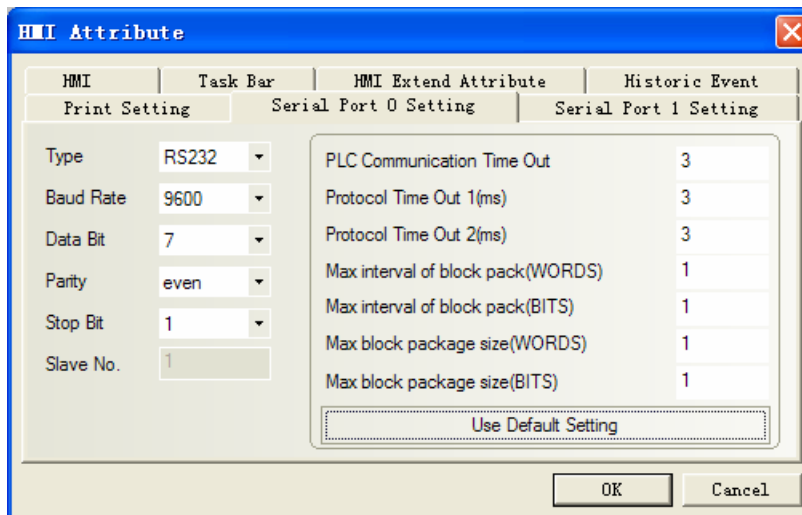 HMI Attribute
HMI
Task Bar
HMI Extend Attribute
Historic Event
Print Setting
Serial Port 0 Setting
Serial Port 1 Setting
Type RS232
Baud Rate 9600
Data Bit 7
Parity even
Stop Bit 1
Slave No. 1
PLC Communication Time Out 3
Protocol Time Out 1(ms) 3
Protocol Time Out 2(ms) 3
Max interval of block pack(WORDS) 1
Max interval of block pack(BITS) 1
Max block package size(WORDS) 1
Max block package size(BITS) 1
Use Default Setting
OK
Cancel